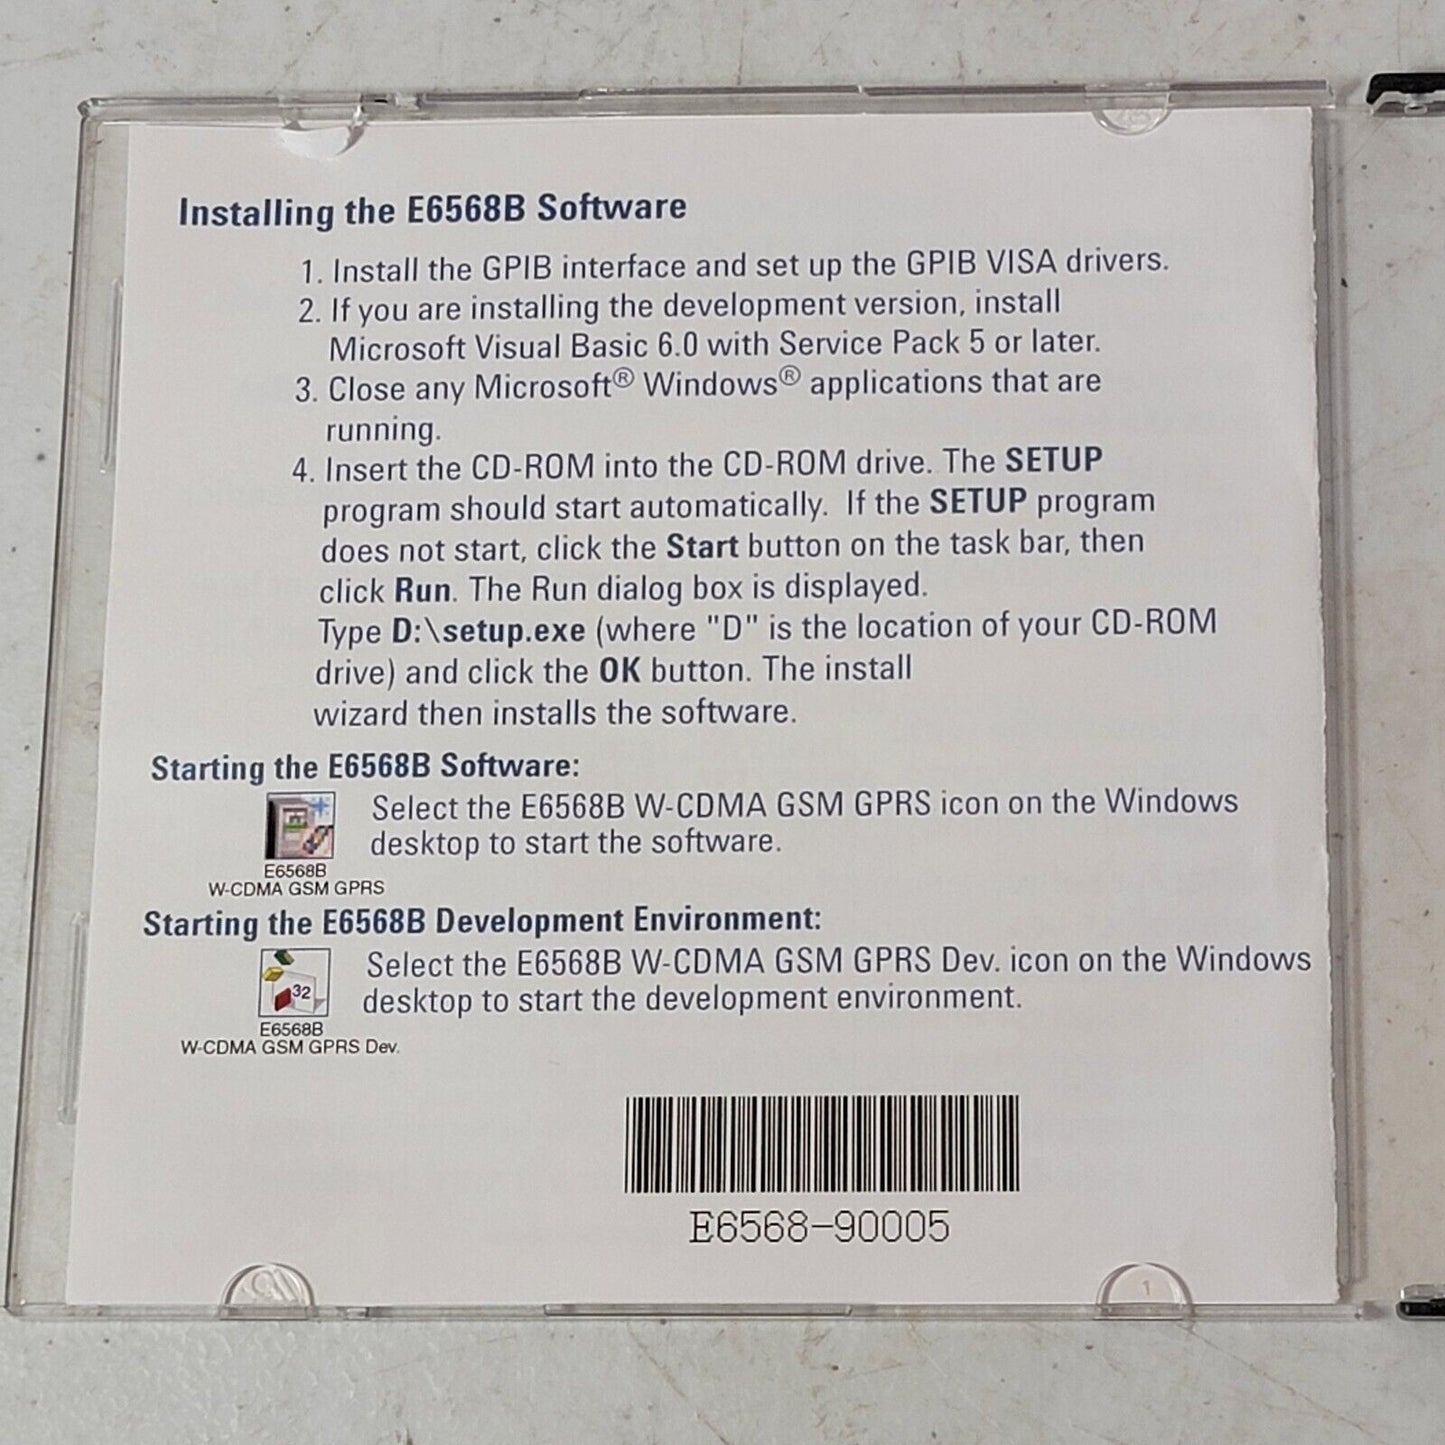 Installing the E6568B Software
1. Install the GPIB interface and set up the GPIB VISA drivers.
2. If you are installing the development version, install
Microsoft Visual Basic 6.0 with Service Pack 5 or later.
3. Close any Microsoft® Windows® applications that are
running.
4. Insert the CD-ROM into the CD-ROM drive. The SETUP
program should start automatically. If the SETUP program
does not start, click the Start button on the task bar, then
click Run. The Run dialog box is displayed.
Type D:\setup.exe (where "D" is the location of your CD-ROM
drive) and click the OK button. The install
wizard then installs the software.
Starting the E6568B Software:
Select the E6568B W-CDMA GSM GPRS icon on the Windows
desktop to start the software.
E6568B
W-CDMA GSM GPRS
Starting the E6568B Development Environment:
Select the E6568B W-CDMA GSM GPRS Dev. icon on the Windows
desktop to start the development environment.
32
E6568B
W-CDMA GSM GPRS Dev.
E6568-90005
1